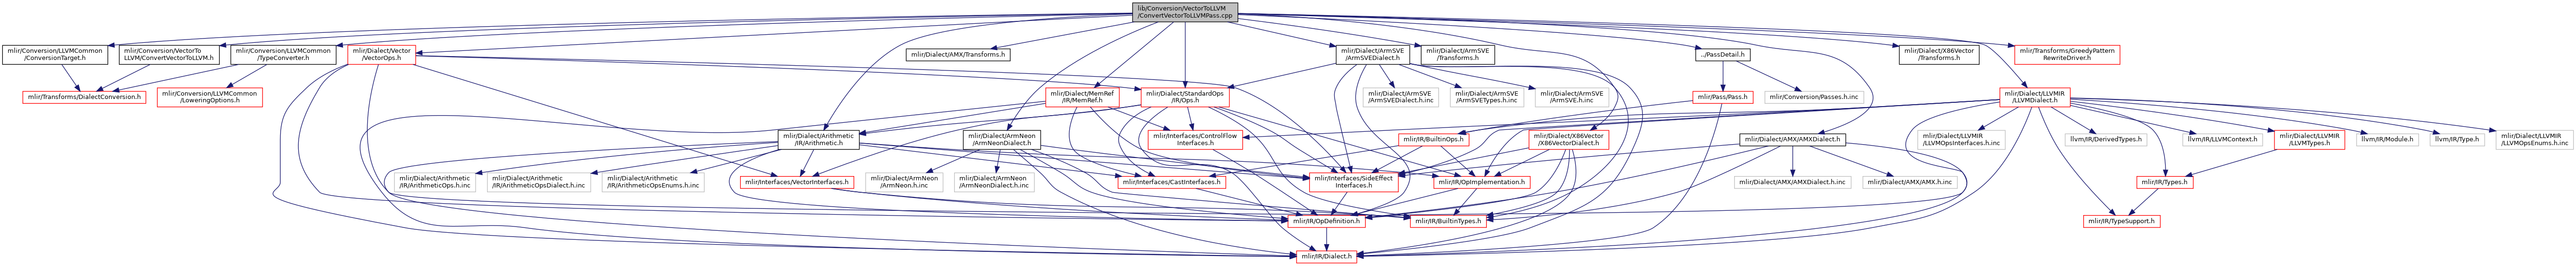 lib/Conversion/VectorToLLVM
/ConvertVectorToLLVMPass.cpp
mlir/Conversion/LLVMCommon
/ConversionTarget.h
mlir/Conversion/VectorTo
LLVM/ConvertVectorToLLVM.h
mlir/Conversion/LLVMCommon
/TypeConverter.h
mlir/Dialect/Vector
/VectorOps.h
mlir/Dialect/AMX/Transforms.h
mlir/Dialect/ArmSVE
/ArmSVEDialect.h
mlir/Dialect/ArmSVE
/Transforms.h
../PassDetail.h
mlir/Dialect/X86Vector
/Transforms.h
mlir/Transforms/GreedyPattern
RewriteDriver.h
mlir/Transforms/DialectConversion.h
mlir/Conversion/LLVMCommon
/LoweringOptions.h
mlir/Dialect/MemRef
/IR/MemRef.h
mlir/Dialect/StandardOps
/IR/Ops.h
mlir/Dialect/ArmSVE
/ArmSVEDialect.h.inc
mlir/Dialect/ArmSVE
/ArmSVETypes.h.inc
mlir/Dialect/ArmSVE
/ArmSVE.h.inc
mlir/Pass/Pass.h
mlir/Conversion/Passes.h.inc
mlir/Dialect/LLVMIR
/LLVMDialect.h
mlir/Dialect/Arithmetic
/IR/Arithmetic.h
mlir/Dialect/ArmNeon
/ArmNeonDialect.h
mlir/Interfaces/ControlFlow
Interfaces.h
mlir/IR/BuiltinOps.h
mlir/Dialect/X86Vector
/X86VectorDialect.h
mlir/Dialect/AMX/AMXDialect.h
mlir/Dialect/LLVMIR
/LLVMOpsInterfaces.h.inc
llvm/IR/DerivedTypes.h
llvm/IR/LLVMContext.h
mlir/Dialect/LLVMIR
/LLVMTypes.h
llvm/IR/Module.h
llvm/IR/Type.h
mlir/Dialect/LLVMIR
/LLVMOpsEnums.h.inc
mlir/Dialect/Arithmetic
/IR/ArithmeticOps.h.inc
mlir/Dialect/Arithmetic
/IR/ArithmeticOpsDialect.h.inc
mlir/Dialect/Arithmetic
/IR/ArithmeticOpsEnums.h.inc
mlir/Interfaces/VectorInterfaces.h
mlir/Dialect/ArmNeon
/ArmNeon.h.inc
mlir/Dialect/ArmNeon
/ArmNeonDialect.h.inc
mlir/Interfaces/CastInterfaces.h
mlir/Interfaces/SideEffect
Interfaces.h
mlir/IR/OpImplementation.h
mlir/Dialect/AMX/AMXDialect.h.inc
mlir/Dialect/AMX/AMX.h.inc
mlir/IR/Types.h
mlir/IR/OpDefinition.h
mlir/IR/BuiltinTypes.h
mlir/IR/TypeSupport.h
mlir/IR/Dialect.h